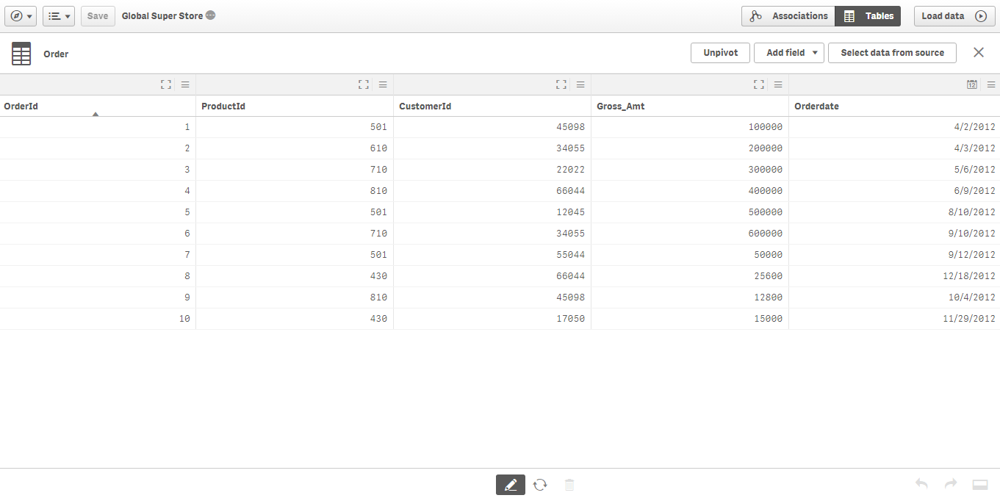 Save Global Super Store Associations Tables Load data
Order Unpivot Add field Select data from source
12
OrderId ProductId CustomerId Gross_Amt Orderdate
1 501 45098 100000 4/2/2012
2 610 34055 200000 4/3/2012
3 710 22022 300000 5/6/2012
4 810 66044 400000 6/9/2012
5 501 12045 500000 8/10/2012
6 710 34055 600000 9/10/2012
7 501 55044 50000 9/12/2012
8 430 66044 25600 12/18/2012
9 810 45098 12800 10/4/2012
10 430 17050 15000 11/29/2012